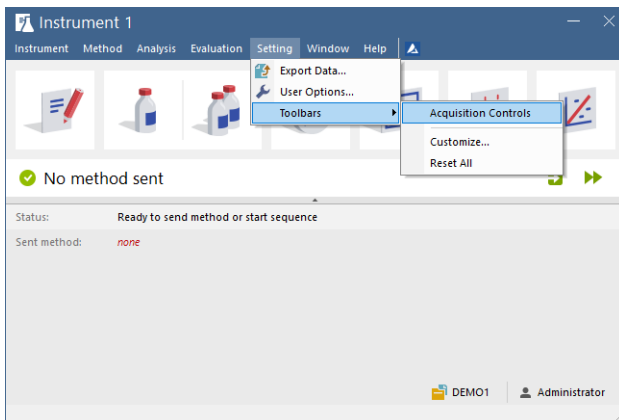 Instrument 1
Instrument Method Analysis Evaluation Setting Window Help
Export Data...
User Options...
Toolbars
Acquisition Controls
Customize...
Reset All
No method sent
Status: Ready to send method or start sequence
Sent method: none
DEMO1 Administrator